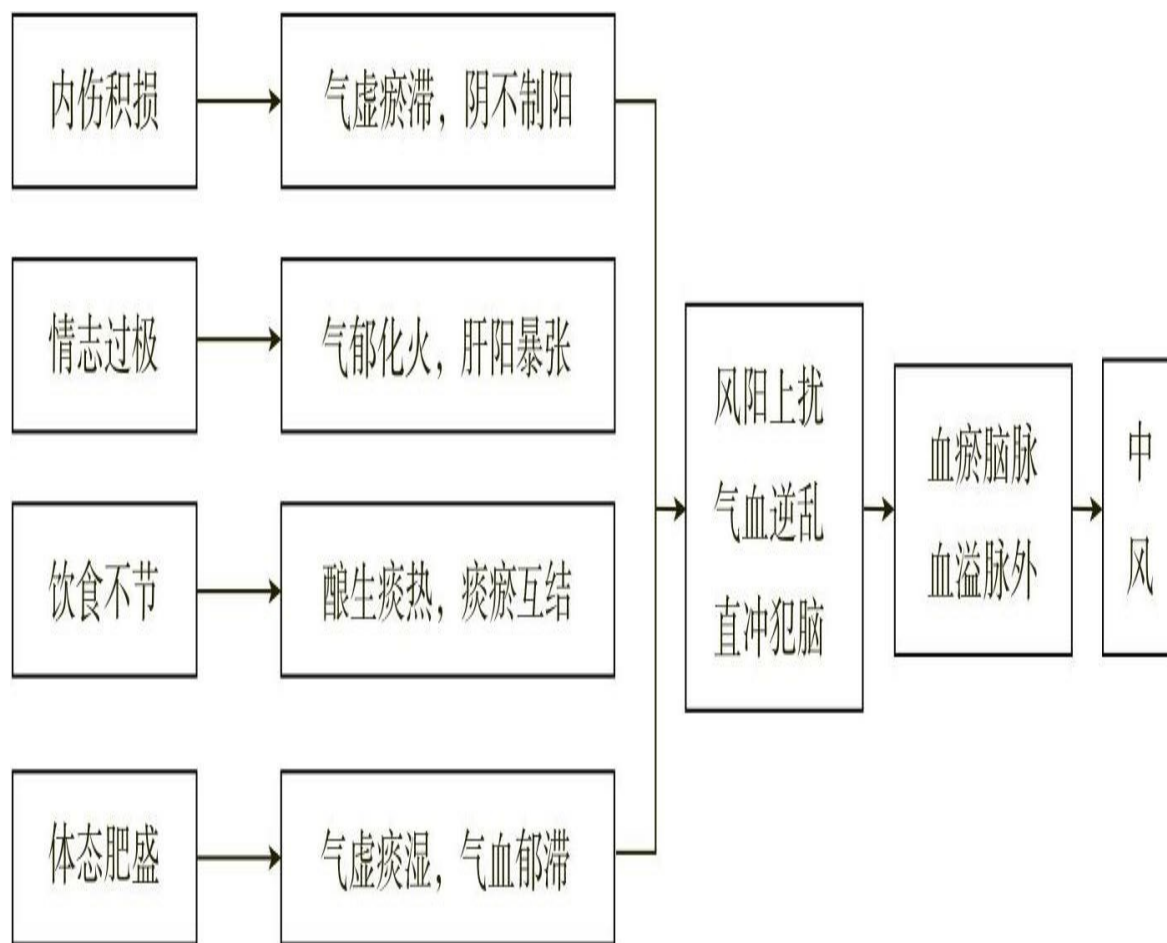 内伤积损
气虚瘀滞，阴不制阳
情志过极
气郁化火，肝阳暴张
饮食不节
酿生痰热，痰瘀互结
体态肥盛
气虚痰湿，气血郁滞
风阳上扰
气血逆乱
直冲犯脑
血瘀脑脉
血溢脉外
中
风